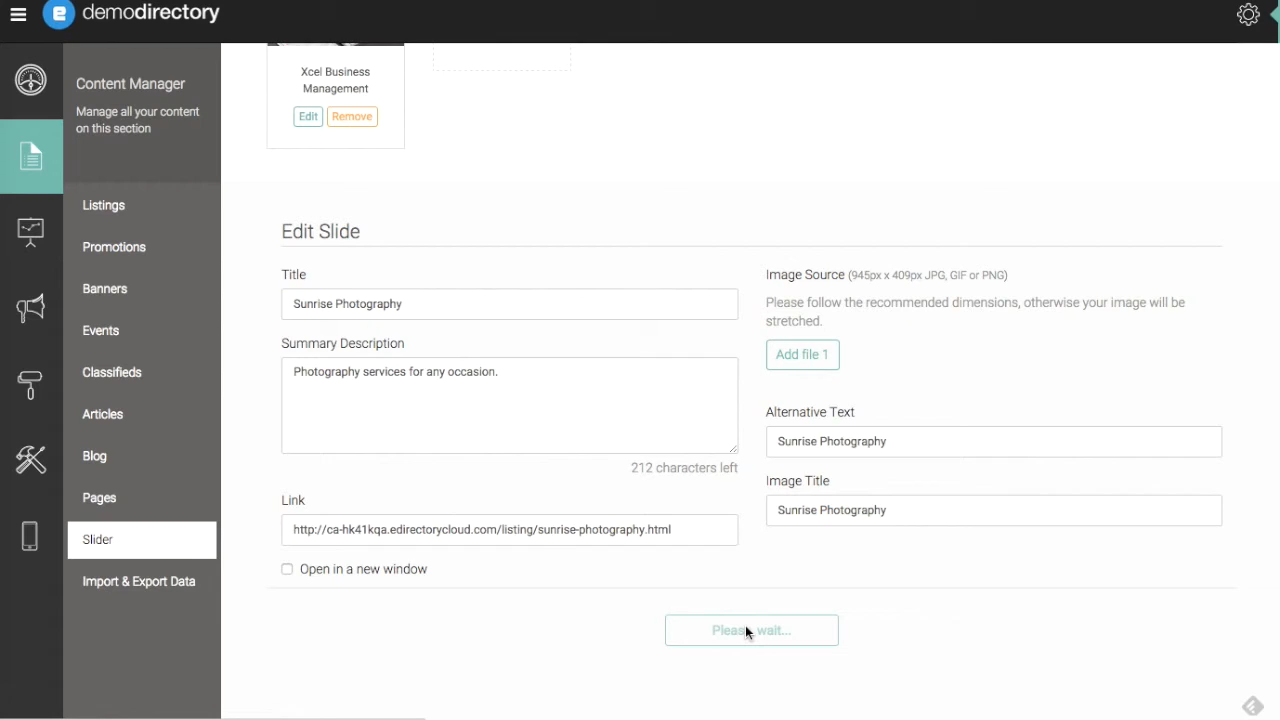 demodirectory
Content Manager
Manage all your content
on this section
Listings
Promotions
Banners
Events
Classifieds
Articles
Blog
Pages
Slider
Import & Export Data
Xcel Business
Management
Edit Remove
Edit Slide
Title
Sunrise Photography
Summary Description
Photography services for any occasion.
212 characters left
Link
http://ca-hk41kqa.edirectorycloud.com/listing/sunrise-photography.html
Open in a new window
Image Source (945px x 409px JPG, GIF or PNG)
Please follow the recommended dimensions, otherwise your image will be
stretched.
Add file 1
Alternative Text
Sunrise Photography
Image Title
Sunrise Photography
Please wait...